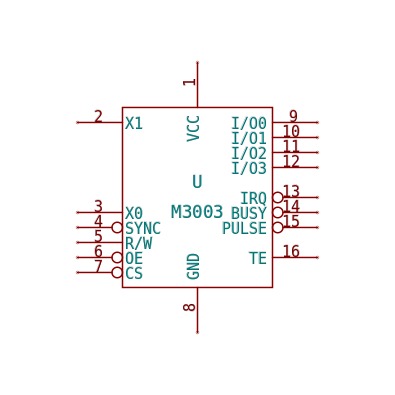 1
VCC
2 X1 I/O0 9
I/O1 10
I/O2 11
I/O3 12
U
IRQ 13
3 X0 M3003 BUSY 14
4 SYNC PULSE 15
5 R/W
6 OE TE 16
7 CS
GND
8